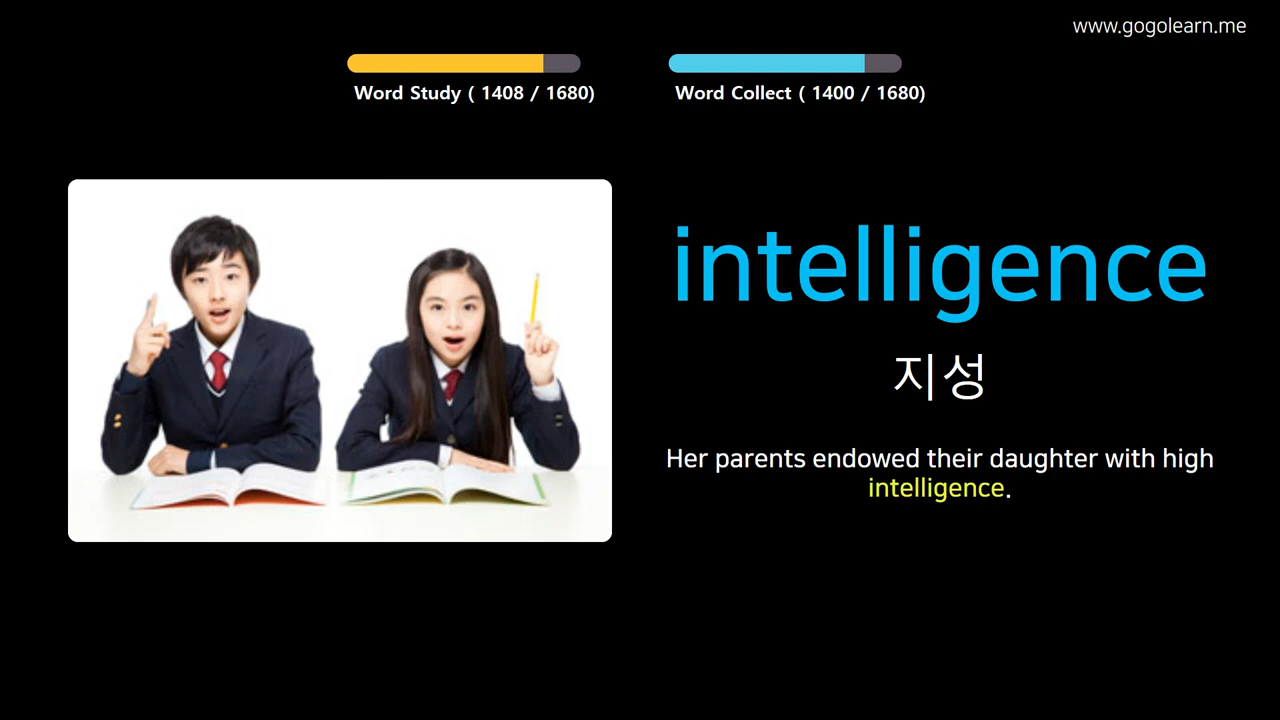 www.gogolearn.me
Word Study ( 1408 / 1680)
Word Collect ( 1400 / 1680)
intelligence
지성
Her parents endowed their daughter with high
intelligence.